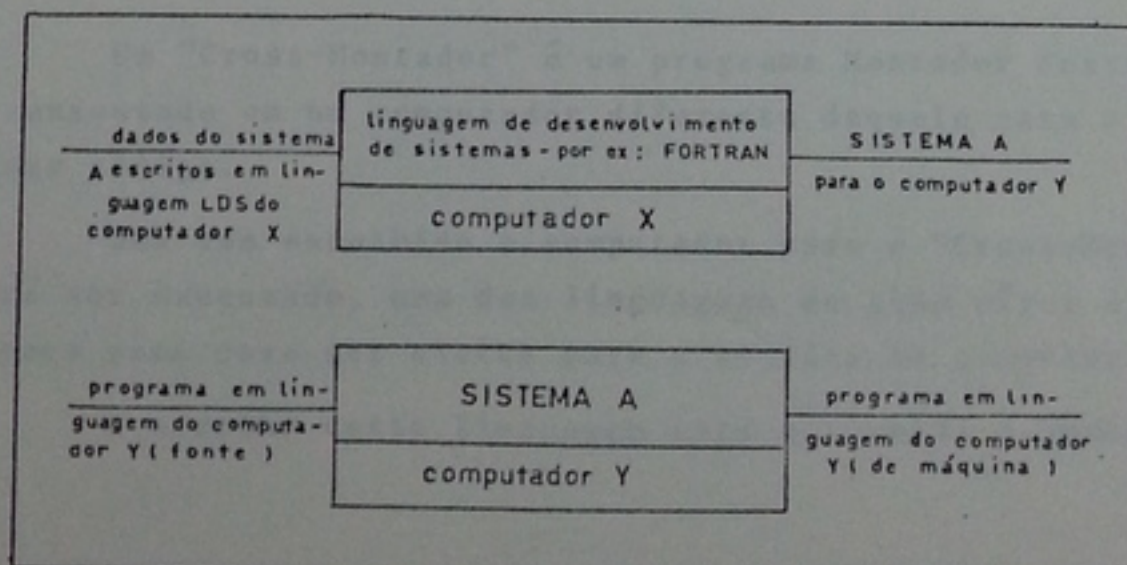 dados do sistema
A escritos em lin-
guagem LDS do
computador X
linguagem de desenvolvimento
de sistemas - por ex: FORTRAN
computador X
SISTEMA A
para o computador Y
programa em lin-
guagem do computa-
dor Y ( fonte )
SISTEMA A
computador Y
programa em lin-
guagem do computador
Y ( de máquina )